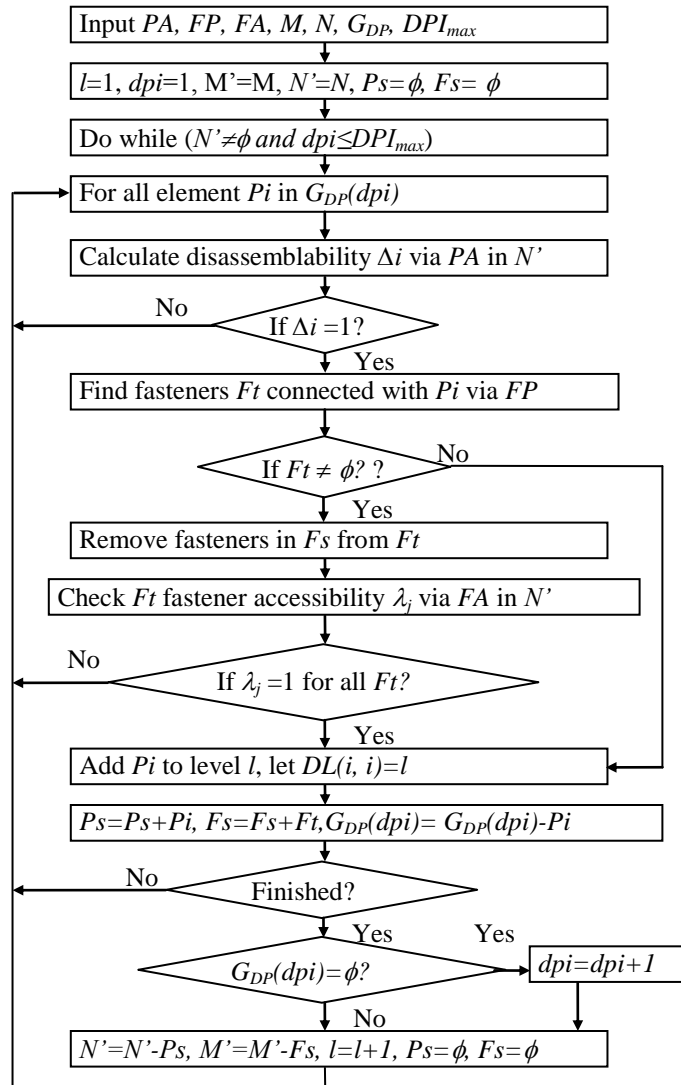 Input PA, FP, FA, M, N, G_DP, DPI_max
l=1, dpi=1, M’=M, N’=N, Ps=ϕ, Fs= ϕ
Do while (N’≠ϕ and dpi≤DPI_max)
For all element Pi in G_DP(dpi)
Calculate disassemblability Δi via PA in N’
No
If Δi =1?
Yes
Find fasteners Ft connected with Pi via FP
No
If Ft ≠ ϕ? ?
Yes
Remove fasteners in Fs from Ft
Check Ft fastener accessibility λ_j via FA in N’
No
If λ_j =1 for all Ft?
Yes
Add Pi to level l, let DL(i, i)=l
Ps=Ps+Pi, Fs=Fs+Ft,G_DP(dpi)= G_DP(dpi)-Pi
No
Finished?
Yes
Yes
G_DP(dpi)=ϕ?
dpi=dpi+1
No
N’=N’-Ps, M’=M’-Fs, l=l+1, Ps=ϕ, Fs=ϕ